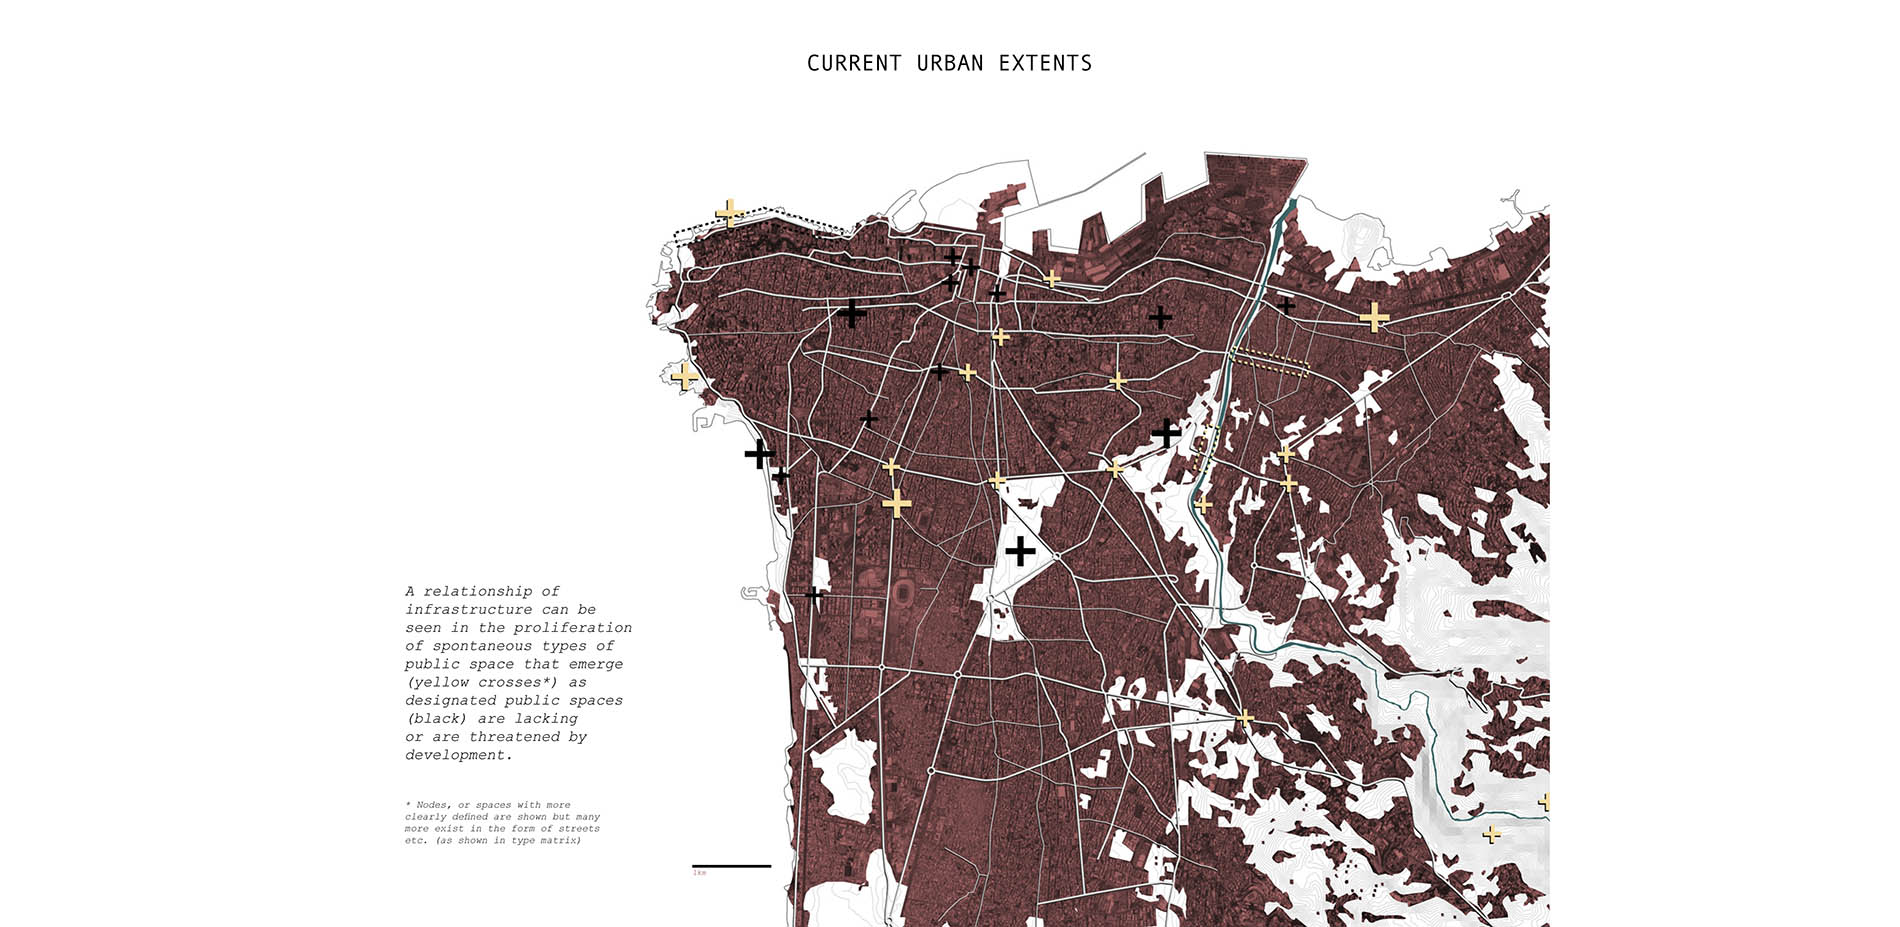 CURRENT URBAN EXTENTS
A relationship of
infrastructure can be
seen in the proliferation
of spontaneous types of
public space that emerge
(yellow crosses*) as
designated public spaces
(black) are lacking
or are threatened by
development.
* Nodes, or spaces with more
clearly defined are shown but many
more exist in the form of streets
etc. (as shown in type matrix)
1km